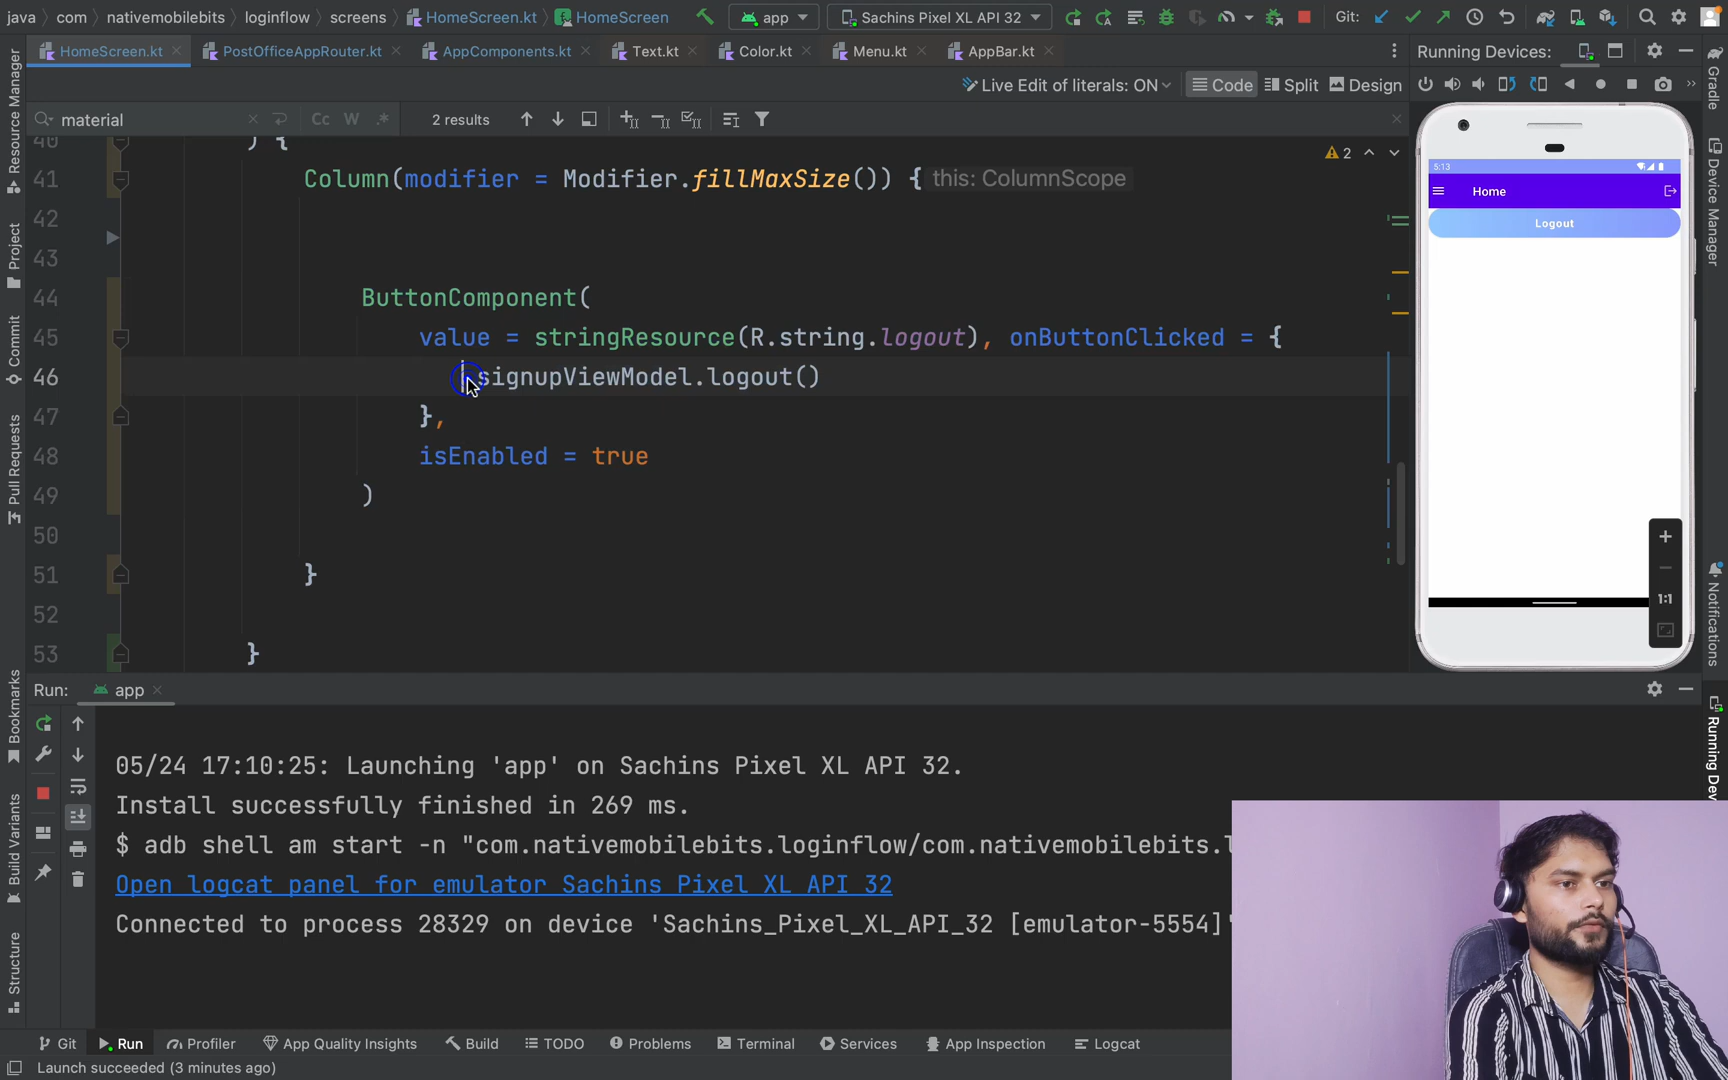 java > com > nativemobilebits > loginflow > screens > HomeScreen.kt > HomeScreen app Sachins Pixel XL API 32 Git:
HomeScreen.kt PostOfficeAppRouter.kt AppComponents.kt Text.kt Color.kt Menu.kt AppBar.kt Running Devices:
Live Edit of literals: ON Code Split Design
material Cc W .* 2 results
40 ) {
2
41 Column(modifier = Modifier.fillMaxSize()) { this: ColumnScope
42
43
44 ButtonComponent(
45 value = stringResource(R.string.logout), onButtonClicked = {
46 signupViewModel.logout()
47 },
48 isEnabled = true
49 )
50
51 }
52
53 }
5:13
Home
Logout
+
−
1:1
Resource Manager
Project
Commit
Pull Requests
Bookmarks
Build Variants
Structure
Gradle
Device Manager
Notifications
Running Dev
Run: app
05/24 17:10:25: Launching 'app' on Sachins Pixel XL API 32.
Install successfully finished in 269 ms.
$ adb shell am start -n "com.nativemobilebits.loginflow/com.nativemobilebits.l
Open logcat panel for emulator Sachins Pixel XL API 32
Connected to process 28329 on device 'Sachins_Pixel_XL_API_32 [emulator-5554]'
Git Run Profiler App Quality Insights Build TODO Problems Terminal Services App Inspection Logcat
Launch succeeded (3 minutes ago)